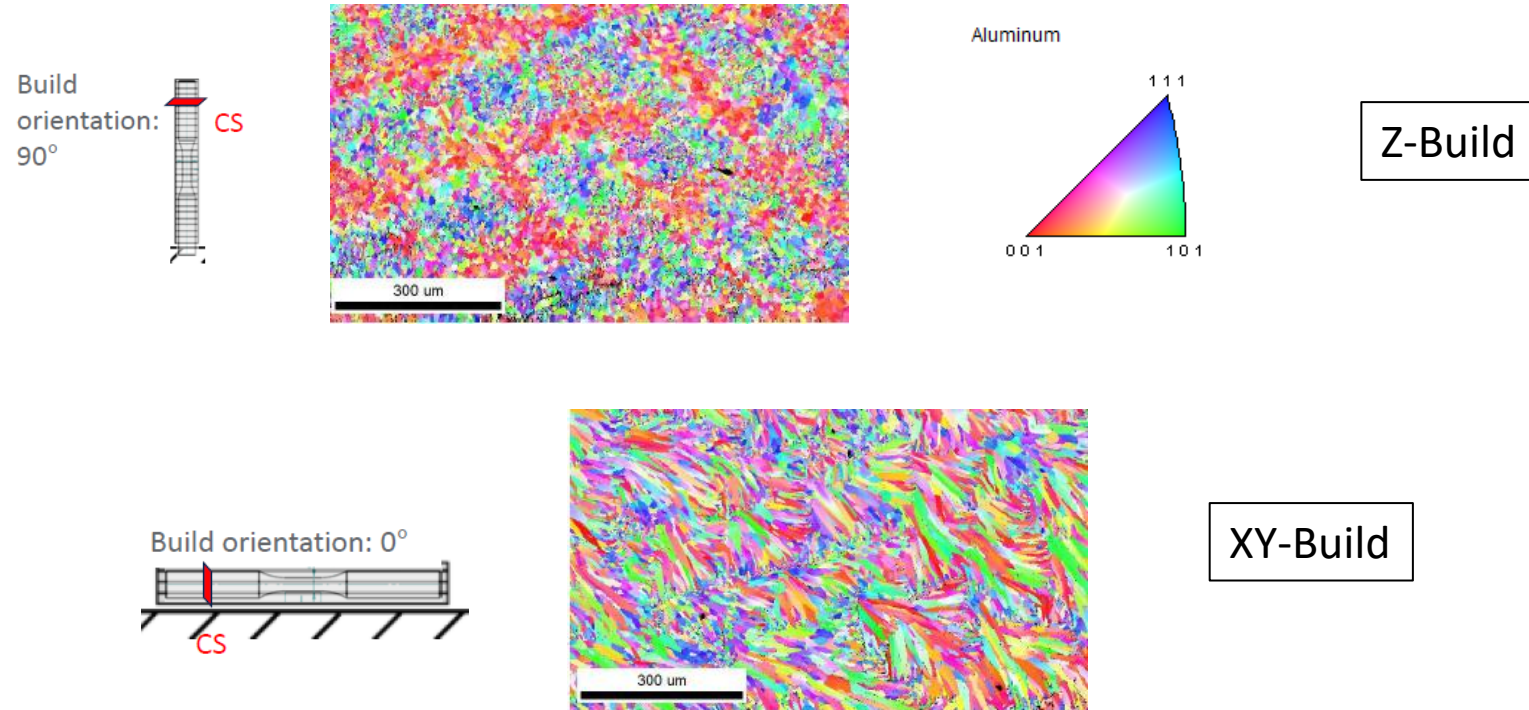 Aluminum
Build
orientation:
90°
CS
111
001
101
Z-Build
300 um
Build orientation: 0°
CS
XY-Build
300 um